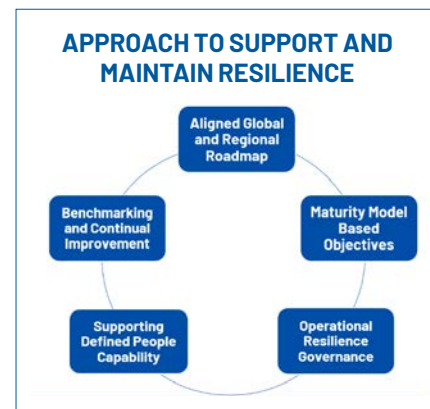 APPROACH TO SUPPORT AND
MAINTAIN RESILIENCE
Aligned Global
and Regional
Roadmap
Maturity Model
Based
Objectives
Operational
Resilience
Governance
Supporting
Defined People
Capability
Benchmarking
and Continual
Improvement